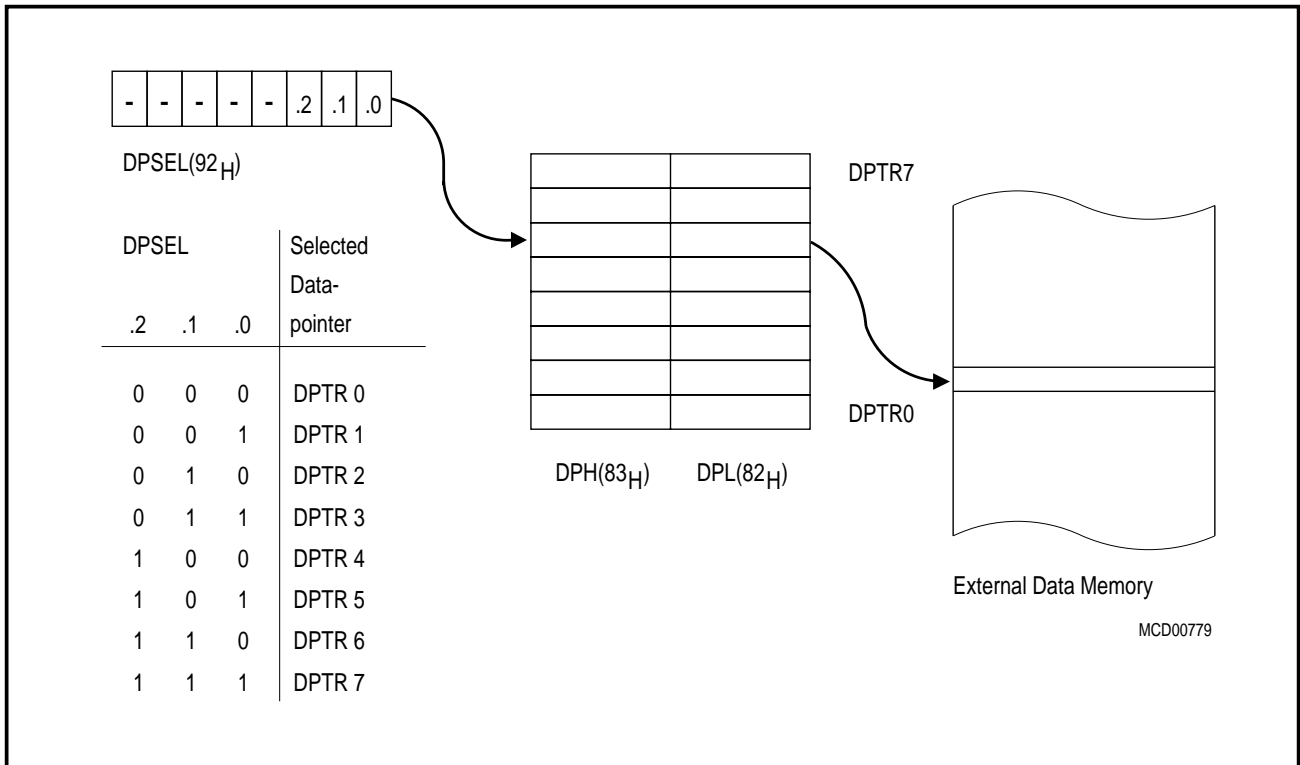 - - - - - .2 .1 .0
DPSEL(92H)
DPSEL Selected
Data-
.2 .1 .0 pointer
0 0 0 DPTR 0
0 0 1 DPTR 1
0 1 0 DPTR 2
0 1 1 DPTR 3
1 0 0 DPTR 4
1 0 1 DPTR 5
1 1 0 DPTR 6
1 1 1 DPTR 7
DPTR7
DPTR0
DPH(83H) DPL(82H)
External Data Memory
MCD00779